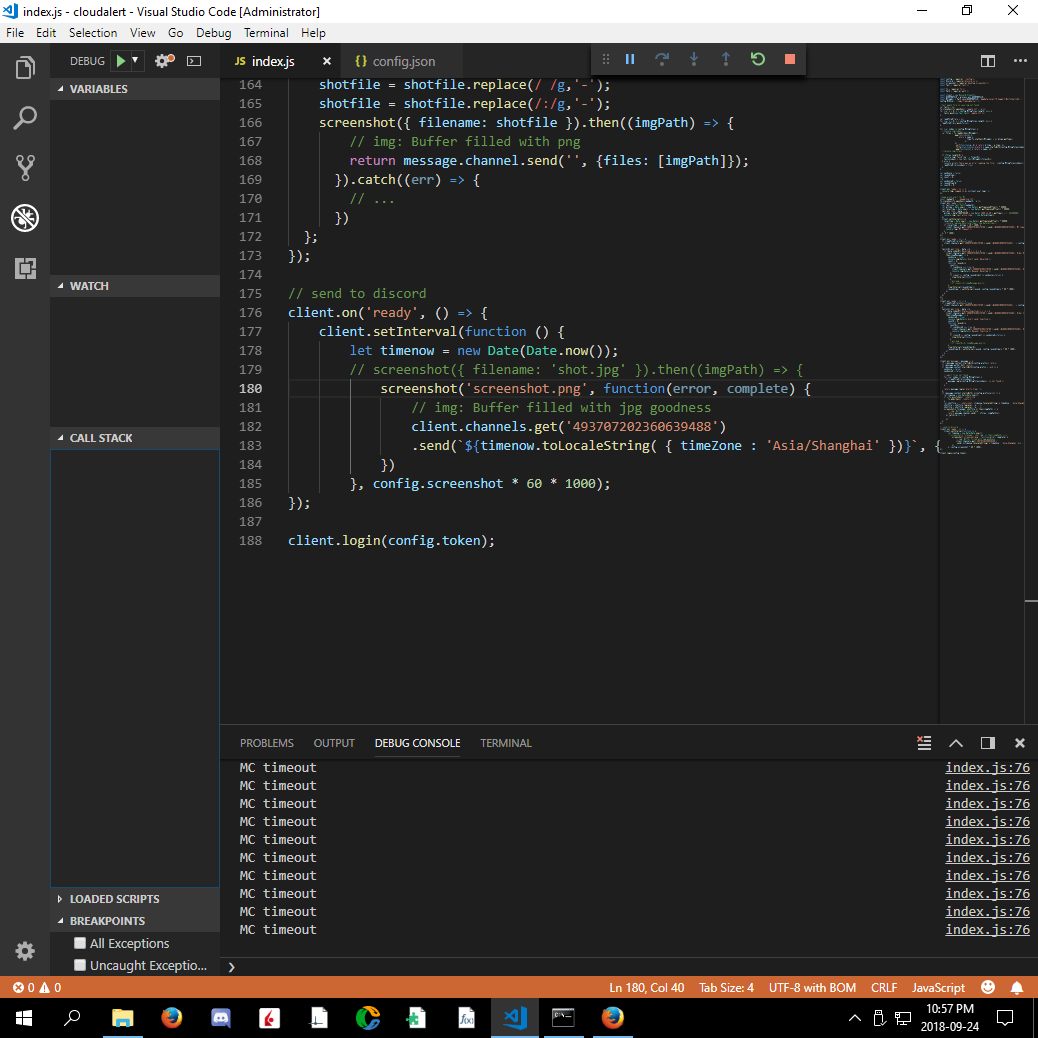 index.js - cloudalert - Visual Studio Code [Administrator]
File Edit Selection View Go Debug Terminal Help
DEBUG
JS index.js × {} config.json
VARIABLES
164 shotfile = shotfile.replace(/ /g,'-');
165 shotfile = shotfile.replace(/:/g,'-');
166 screenshot({ filename: shotfile }).then((imgPath) => {
167 // img: Buffer filled with png
168 return message.channel.send('', {files: [imgPath]});
169 }).catch((err) => {
170 // ...
171 })
172 };
173 });
174
175 // send to discord
176 client.on('ready', () => {
177 client.setInterval(function () {
178 let timenow = new Date(Date.now());
179 // screenshot({ filename: 'shot.jpg' }).then((imgPath) => {
180 screenshot('screenshot.png', function(error, complete) {
181 // img: Buffer filled with jpg goodness
182 client.channels.get('493707202360639488')
183 .send(`${timenow.toLocaleString( { timeZone : 'Asia/Shanghai' })}`, {
184 })
185 }, config.screenshot * 60 * 1000);
186 });
187
188 client.login(config.token);
WATCH
CALL STACK
LOADED SCRIPTS
BREAKPOINTS
All Exceptions
Uncaught Exceptio...
PROBLEMS OUTPUT DEBUG CONSOLE TERMINAL
MC timeout index.js:76
MC timeout index.js:76
MC timeout index.js:76
MC timeout index.js:76
MC timeout index.js:76
MC timeout index.js:76
MC timeout index.js:76
MC timeout index.js:76
MC timeout index.js:76
MC timeout index.js:76
0 0 Ln 180, Col 40 Tab Size: 4 UTF-8 with BOM CRLF JavaScript
10:57 PM
2018-09-24